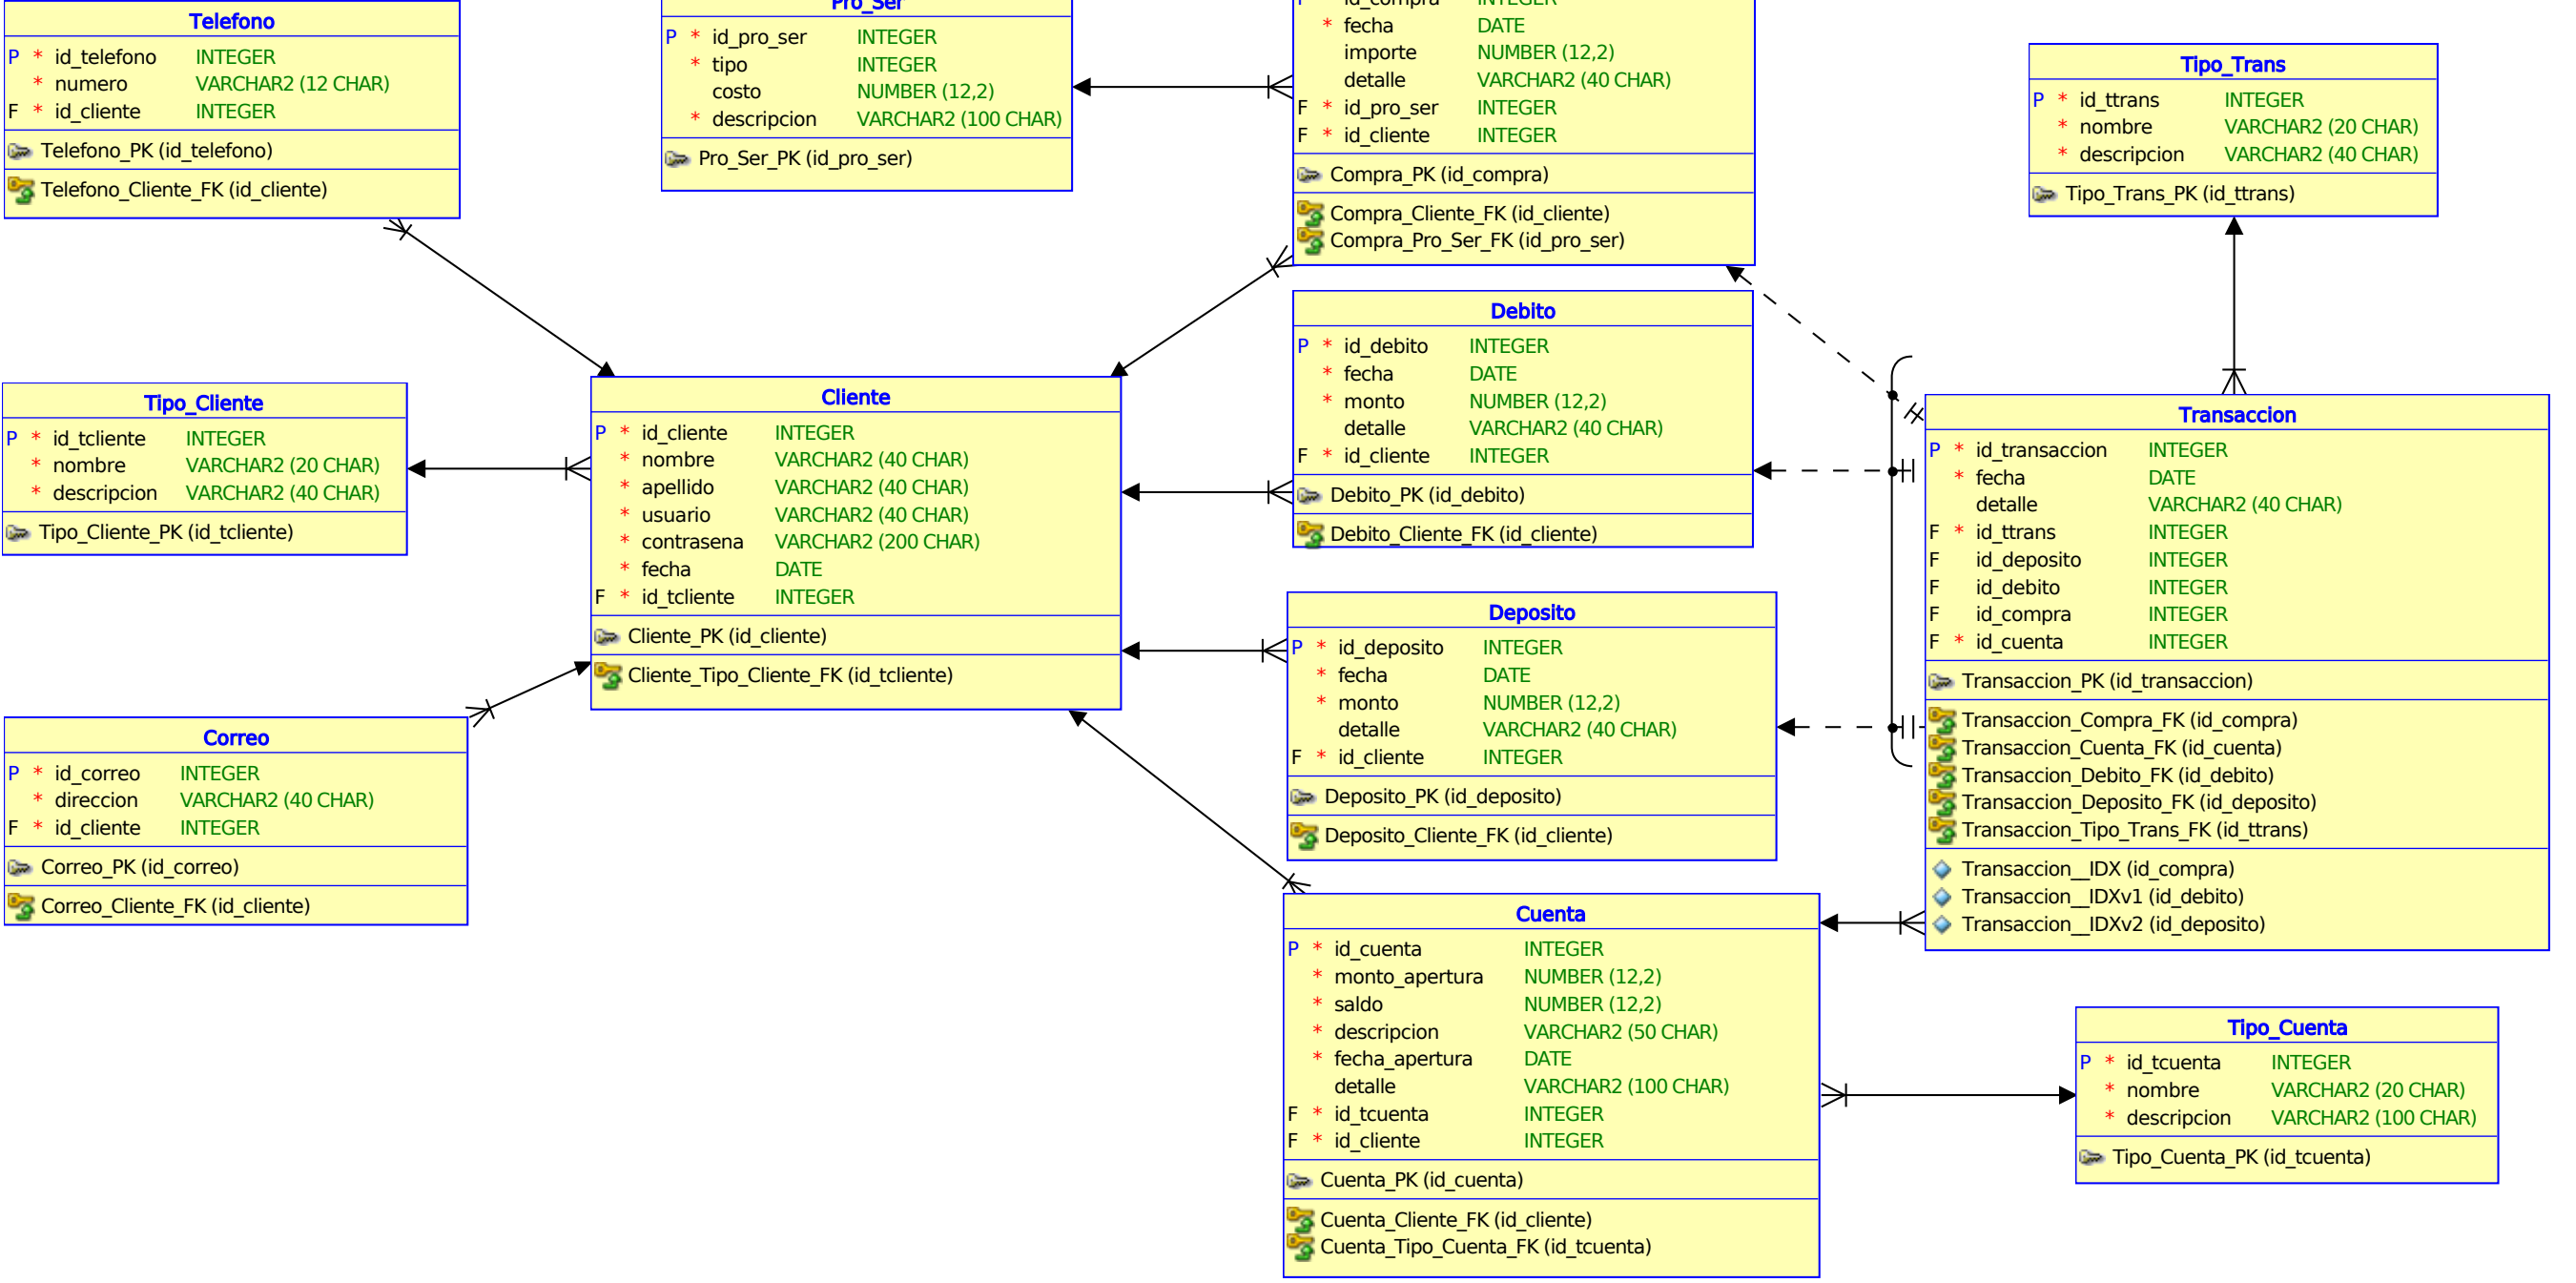 Telefono
P * id_telefono INTEGER
* numero VARCHAR2 (12 CHAR)
F * id_cliente INTEGER
Telefono_PK (id_telefono)
Telefono_Cliente_FK (id_cliente)
Pro_Ser
P * id_pro_ser INTEGER
* tipo INTEGER
costo NUMBER (12,2)
* descripcion VARCHAR2 (100 CHAR)
Pro_Ser_PK (id_pro_ser)
P * id_compra INTEGER
* fecha DATE
importe NUMBER (12,2)
detalle VARCHAR2 (40 CHAR)
F * id_pro_ser INTEGER
F * id_cliente INTEGER
Compra_PK (id_compra)
Compra_Cliente_FK (id_cliente)
Compra_Pro_Ser_FK (id_pro_ser)
Tipo_Trans
P * id_ttrans INTEGER
* nombre VARCHAR2 (20 CHAR)
* descripcion VARCHAR2 (40 CHAR)
Tipo_Trans_PK (id_ttrans)
Tipo_Cliente
P * id_tcliente INTEGER
* nombre VARCHAR2 (20 CHAR)
* descripcion VARCHAR2 (40 CHAR)
Tipo_Cliente_PK (id_tcliente)
Cliente
P * id_cliente INTEGER
* nombre VARCHAR2 (40 CHAR)
* apellido VARCHAR2 (40 CHAR)
* usuario VARCHAR2 (40 CHAR)
* contrasena VARCHAR2 (200 CHAR)
* fecha DATE
F * id_tcliente INTEGER
Cliente_PK (id_cliente)
Cliente_Tipo_Cliente_FK (id_tcliente)
Debito
P * id_debito INTEGER
* fecha DATE
* monto NUMBER (12,2)
detalle VARCHAR2 (40 CHAR)
F * id_cliente INTEGER
Debito_PK (id_debito)
Debito_Cliente_FK (id_cliente)
Transaccion
P * id_transaccion INTEGER
* fecha DATE
detalle VARCHAR2 (40 CHAR)
F * id_ttrans INTEGER
F id_deposito INTEGER
F id_debito INTEGER
F id_compra INTEGER
F * id_cuenta INTEGER
Transaccion_PK (id_transaccion)
Transaccion_Compra_FK (id_compra)
Transaccion_Cuenta_FK (id_cuenta)
Transaccion_Debito_FK (id_debito)
Transaccion_Deposito_FK (id_deposito)
Transaccion_Tipo_Trans_FK (id_ttrans)
Transaccion__IDX (id_compra)
Transaccion__IDXv1 (id_debito)
Transaccion__IDXv2 (id_deposito)
Deposito
P * id_deposito INTEGER
* fecha DATE
* monto NUMBER (12,2)
detalle VARCHAR2 (40 CHAR)
F * id_cliente INTEGER
Deposito_PK (id_deposito)
Deposito_Cliente_FK (id_cliente)
Correo
P * id_correo INTEGER
* direccion VARCHAR2 (40 CHAR)
F * id_cliente INTEGER
Correo_PK (id_correo)
Correo_Cliente_FK (id_cliente)
Cuenta
P * id_cuenta INTEGER
* monto_apertura NUMBER (12,2)
* saldo NUMBER (12,2)
* descripcion VARCHAR2 (50 CHAR)
* fecha_apertura DATE
detalle VARCHAR2 (100 CHAR)
F * id_tcuenta INTEGER
F * id_cliente INTEGER
Cuenta_PK (id_cuenta)
Cuenta_Cliente_FK (id_cliente)
Cuenta_Tipo_Cuenta_FK (id_tcuenta)
Tipo_Cuenta
P * id_tcuenta INTEGER
* nombre VARCHAR2 (20 CHAR)
* descripcion VARCHAR2 (100 CHAR)
Tipo_Cuenta_PK (id_tcuenta)